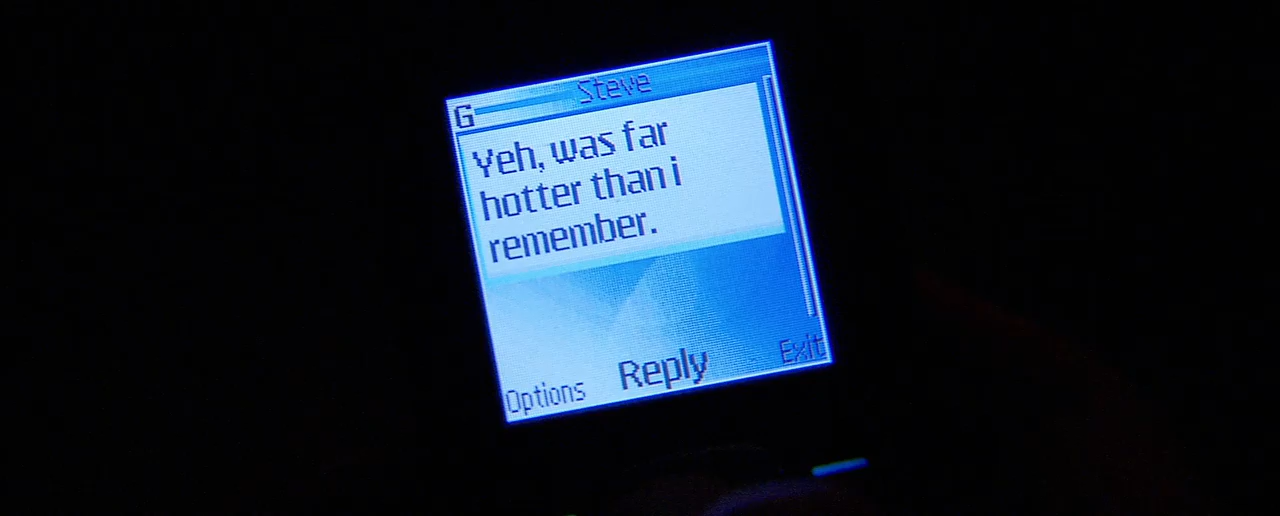 G Steve
Yeh, was far
hotter than i
remember.
Options Reply Exit